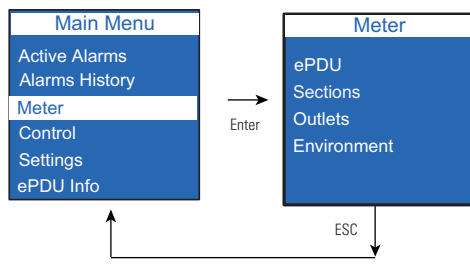 Main Menu
Active Alarms
Alarms History
Meter
Control
Settings
ePDU Info
Enter
Meter
ePDU
Sections
Outlets
Environment
ESC